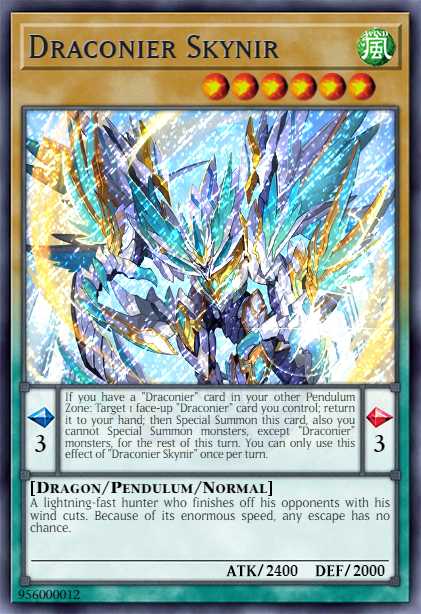 DRACONIER SKYNIR
WIND
風
If you have a "Draconier" card in your other Pendulum
Zone: Target 1 face-up "Draconier" card you control; return
it to your hand; then Special Summon this card, also you
cannot Special Summon monsters, except "Draconier"
monsters, for the rest of this turn. You can only use this
effect of "Draconier Skynir" once per turn.
3
3
[DRAGON/PENDULUM/NORMAL]
A lightning-fast hunter who finishes off his opponents with his
wind cuts. Because of its enormous speed, any escape has no
chance.
ATK/2400 DEF/2000
956000012